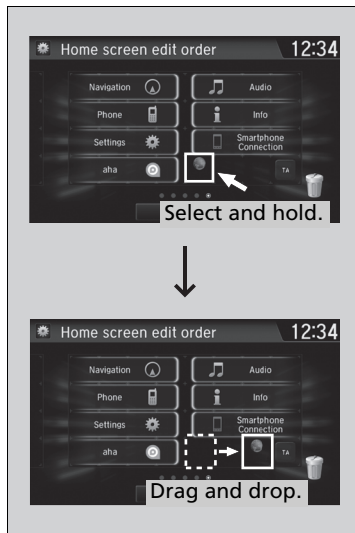 Home screen edit order 12:34
Navigation Audio
Phone Info
Settings Smartphone
Connection
aha TA
Select and hold.
Home screen edit order 12:34
Navigation Audio
Phone Info
Settings Smartphone
Connection
aha TA
Drag and drop.